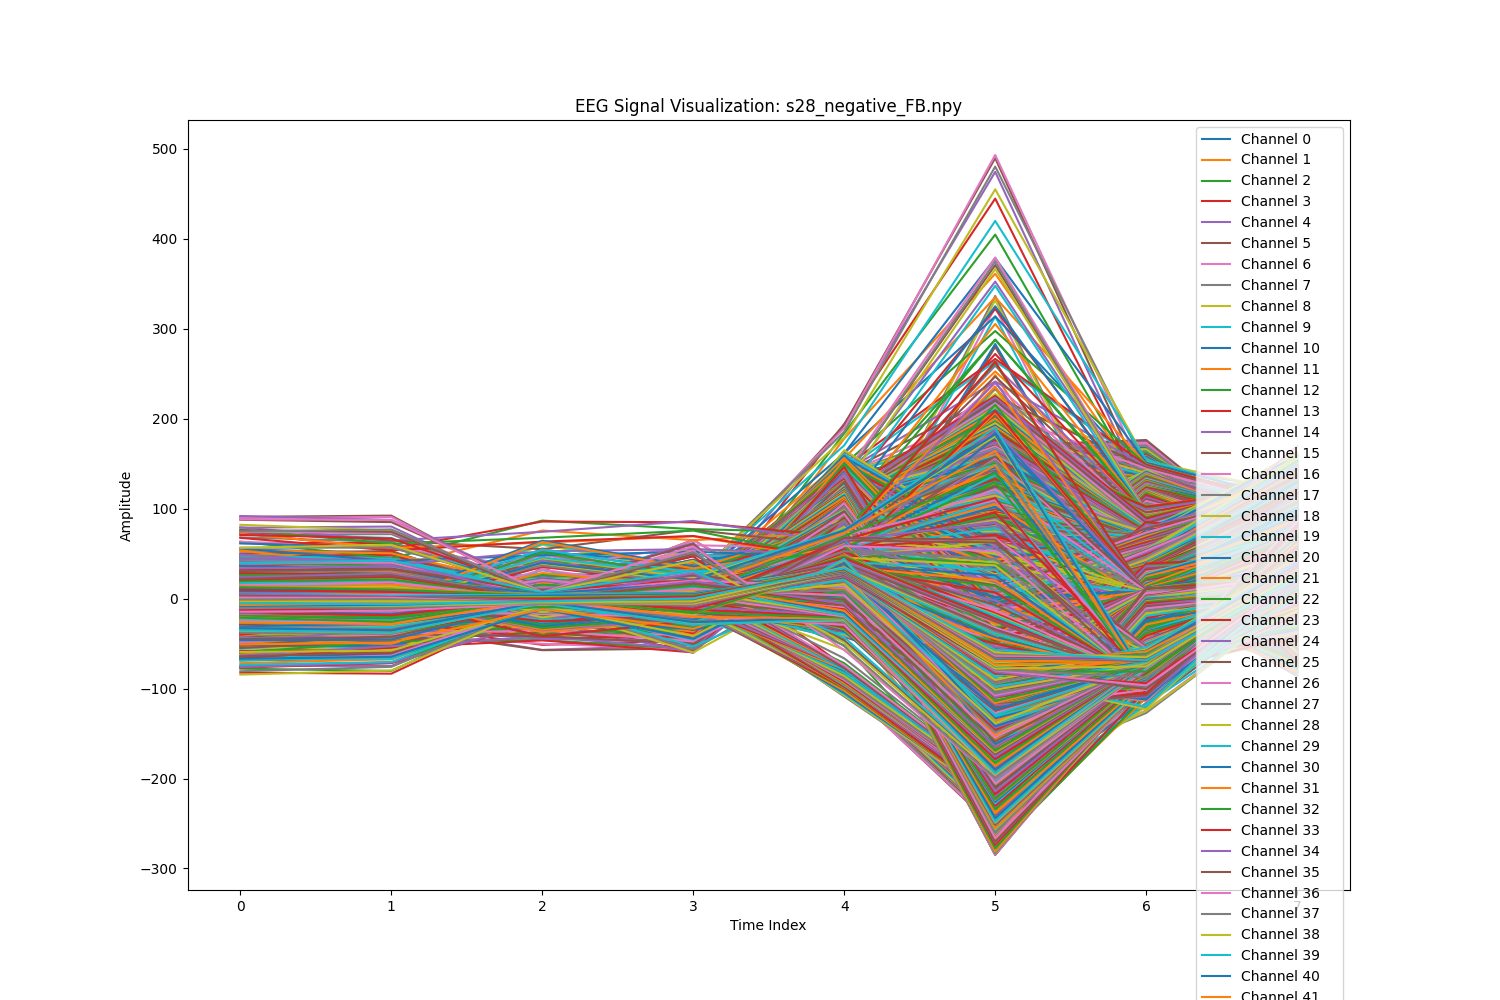 EEG Signal Visualization: s28_negative_FB.npy
500
400
300
200
100
0
−100
−200
−300
Amplitude
0 1 2 3 4 5 6 7
Time Index
Channel 0
Channel 1
Channel 2
Channel 3
Channel 4
Channel 5
Channel 6
Channel 7
Channel 8
Channel 9
Channel 10
Channel 11
Channel 12
Channel 13
Channel 14
Channel 15
Channel 16
Channel 17
Channel 18
Channel 19
Channel 20
Channel 21
Channel 22
Channel 23
Channel 24
Channel 25
Channel 26
Channel 27
Channel 28
Channel 29
Channel 30
Channel 31
Channel 32
Channel 33
Channel 34
Channel 35
Channel 36
Channel 37
Channel 38
Channel 39
Channel 40
Channel 41